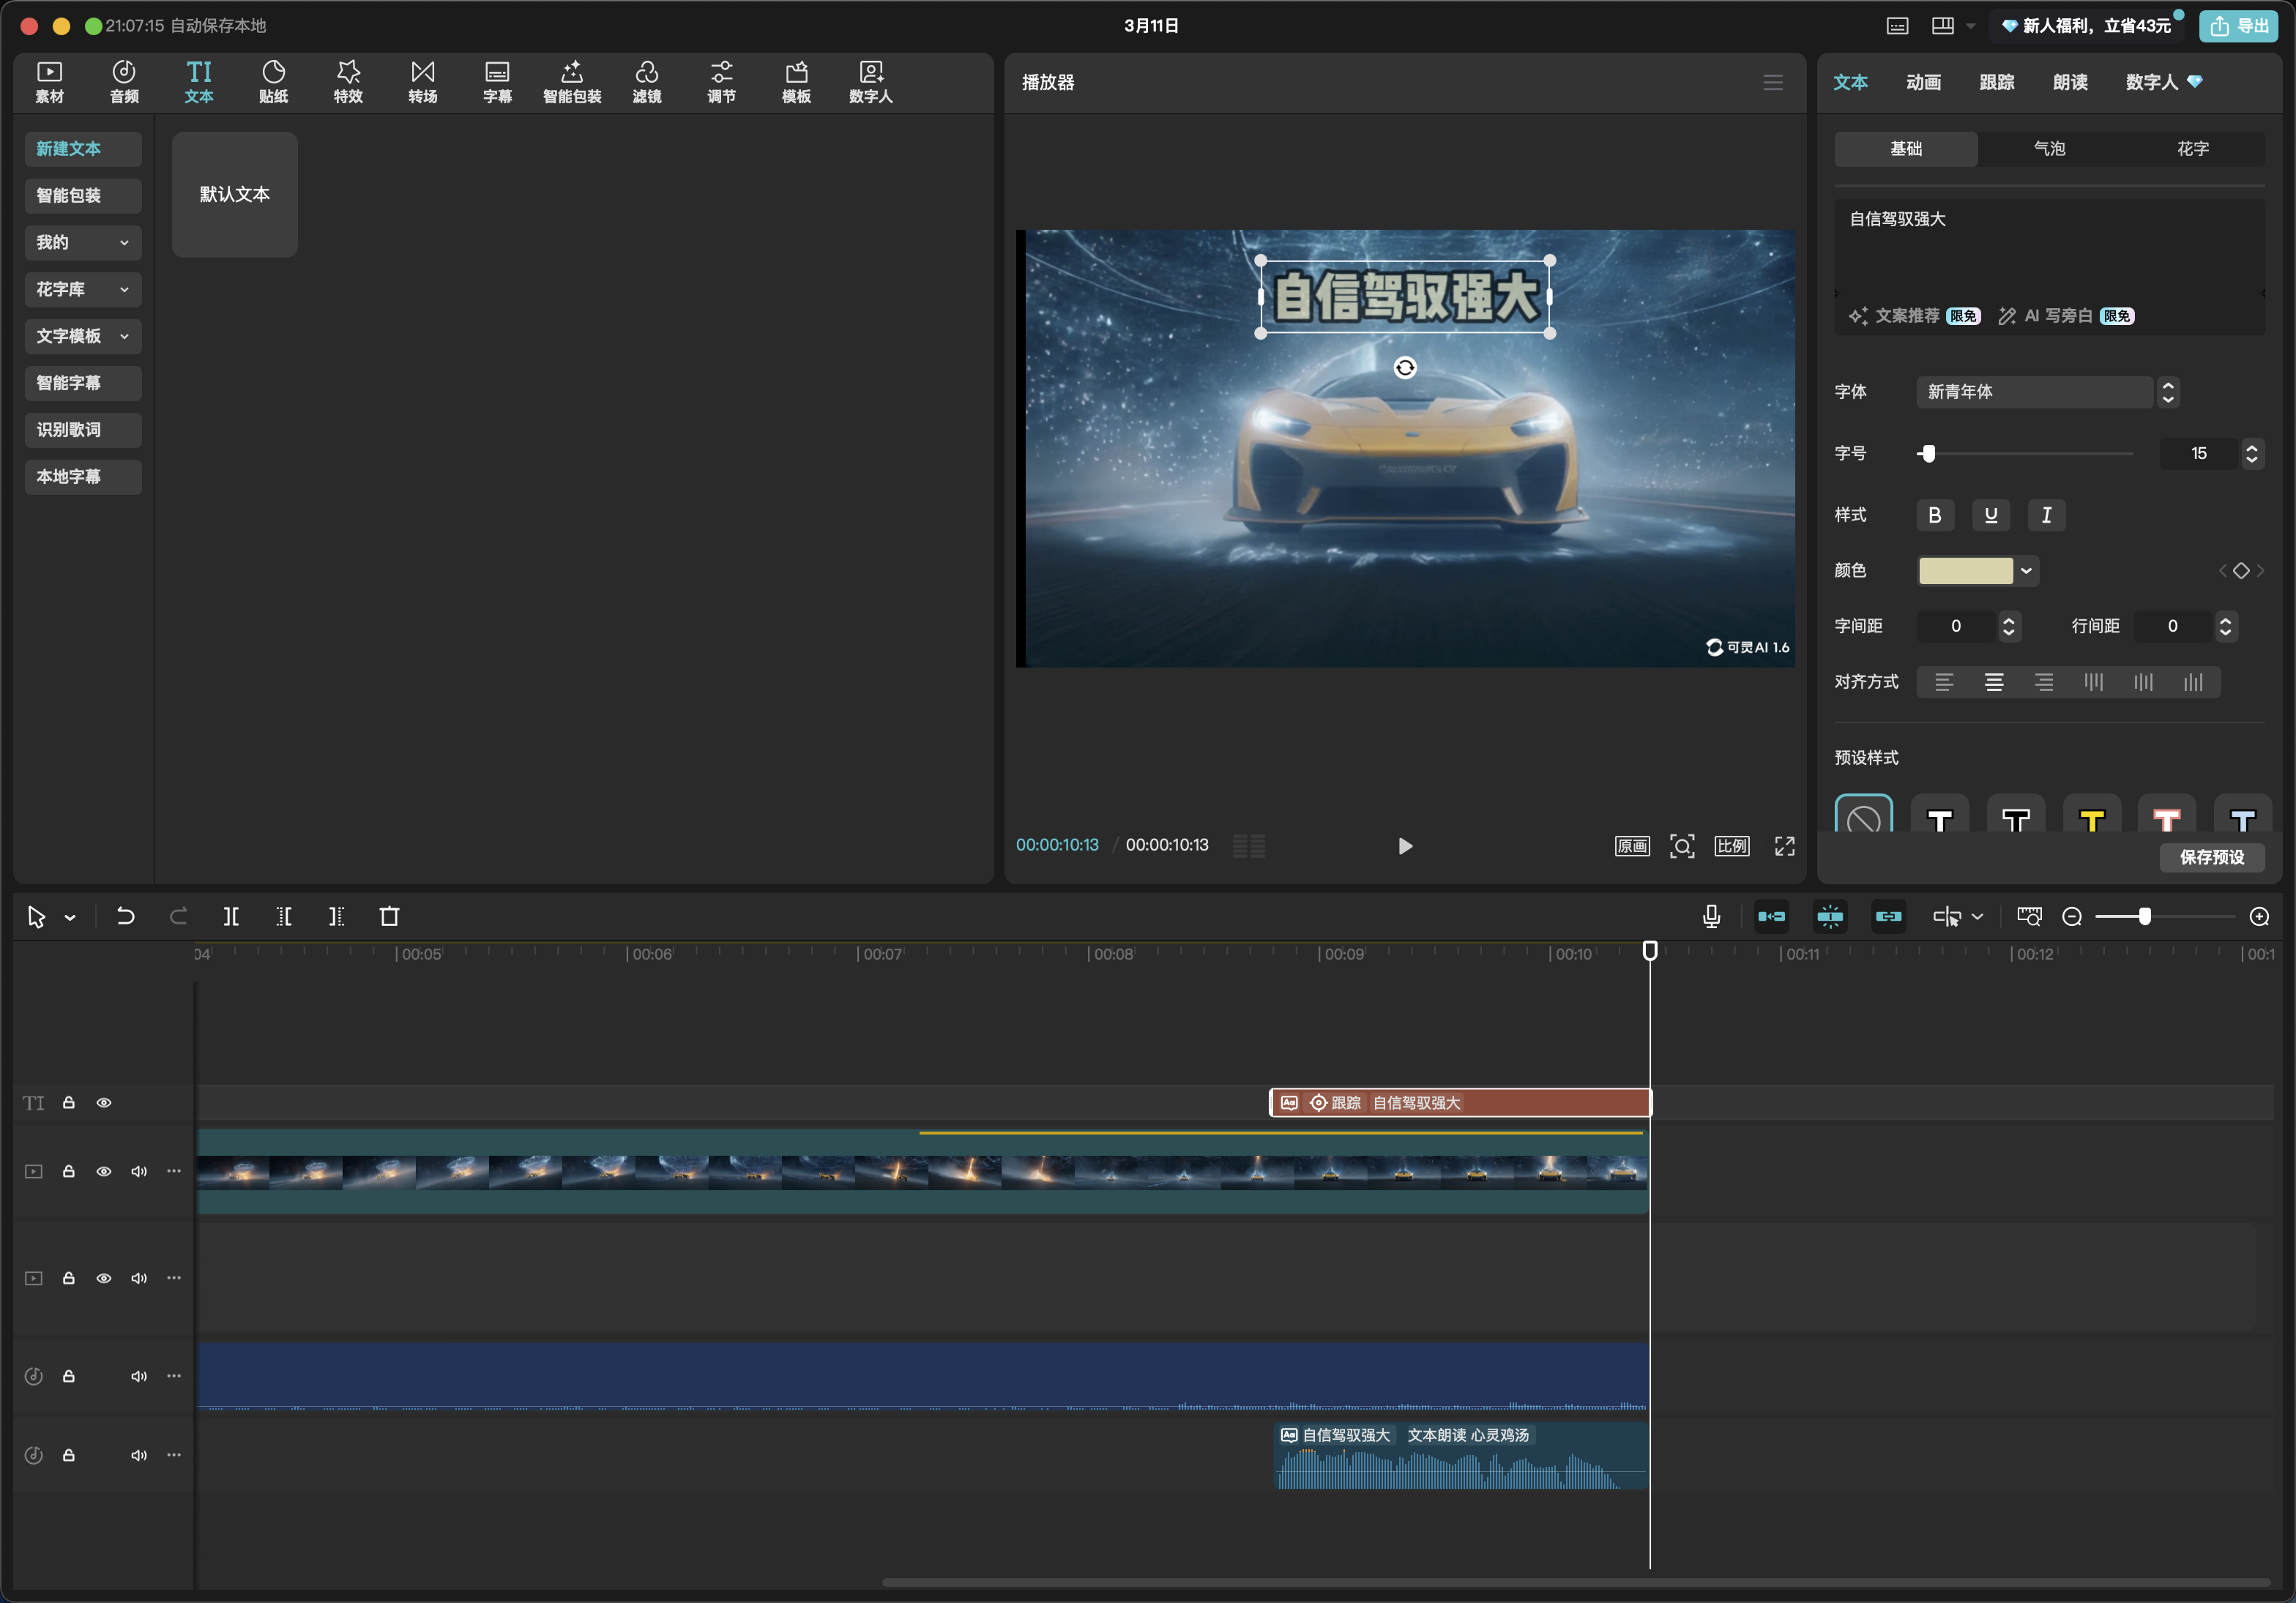 21:07:15 自动保存本地
3月11日
新人福利，立省43元
导出
素材 音频 文本 贴纸 特效 转场 字幕 智能包装 滤镜 调节 模板 数字人
新建文本
智能包装
我的
花字库
文字模板
智能字幕
识别歌词
本地字幕
默认文本
播放器
自信驾驭强大
可灵AI 1.6
00:00:10:13 / 00:00:10:13
原画
比例
文本 动画 跟踪 朗读 数字人
基础 气泡 花字
自信驾驭强大
文案推荐 限免 AI 写旁白 限免
字体 新青年体
字号 15
样式 B U I
颜色
字间距 0 行间距 0
对齐方式
预设样式
T T T T T
保存预设
04 00:05 00:06 00:07 00:08 00:09 00:10 00:11 00:12 00:1
TI
跟踪 自信驾驭强大
自信驾驭强大 文本朗读 心灵鸡汤